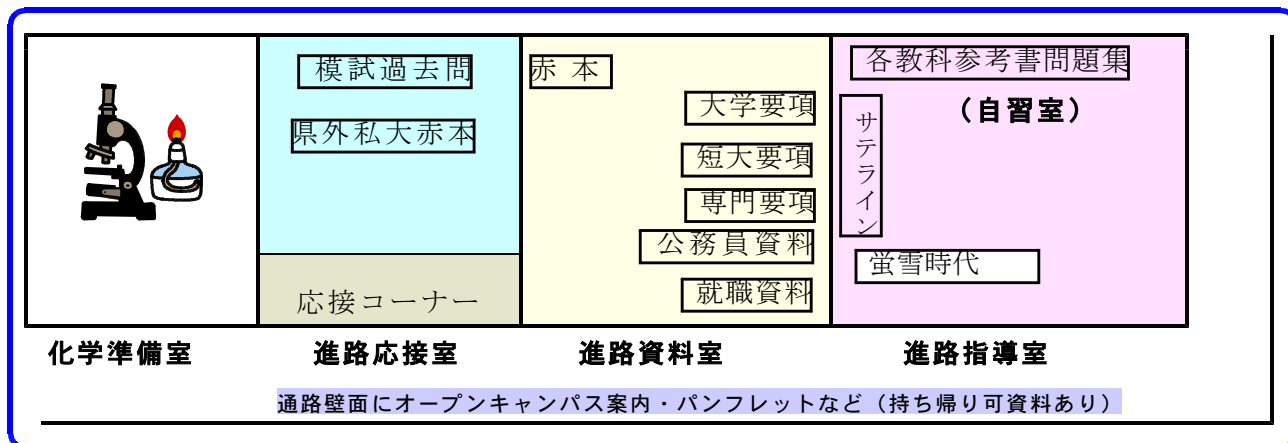 模試過去問
県外私大赤本
応接コーナー
赤本
大学要項
短大要項
専門要項
公務員資料
就職資料
各教科参考書問題集
(自習室)
サテライン
蛍雪時代
化学準備室
進路応接室
進路資料室
進路指導室
通路壁面にオープンキャンパス案内・パンフレットなど(持ち帰り可資料あり)